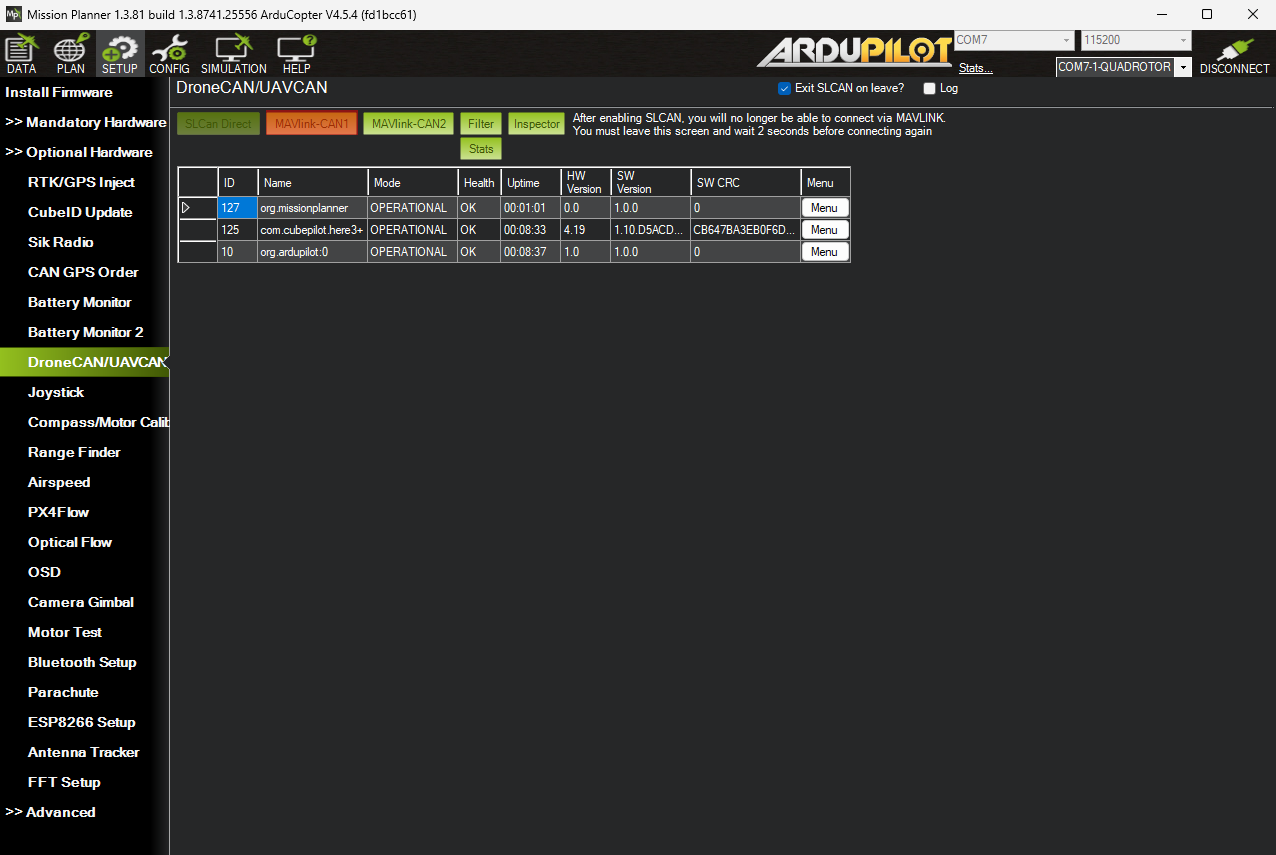 Mission Planner 1.3.81 build 1.3.8741.25556 ArduCopter V4.5.4 (fd1bcc61)
DATA PLAN SETUP CONFIG SIMULATION HELP
ARDUPILOT
COM7 115200
Stats... COM7-1-QUADROTOR DISCONNECT
Install Firmware
>> Mandatory Hardware
>> Optional Hardware
RTK/GPS Inject
CubeID Update
Sik Radio
CAN GPS Order
Battery Monitor
Battery Monitor 2
DroneCAN/UAVCAN
Joystick
Compass/Motor Calib
Range Finder
Airspeed
PX4Flow
Optical Flow
OSD
Camera Gimbal
Motor Test
Bluetooth Setup
Parachute
ESP8266 Setup
Antenna Tracker
FFT Setup
>> Advanced
DroneCAN/UAVCAN
Exit SLCAN on leave? Log
SLCan Direct MAVlink-CAN1 MAVlink-CAN2 Filter Inspector
Stats
After enabling SLCAN, you will no longer be able to connect via MAVLINK.
You must leave this screen and wait 2 seconds before connecting again
ID Name Mode Health Uptime HW Version SW Version SW CRC Menu
127 org.missionplanner OPERATIONAL OK 00:01:01 0.0 1.0.0 0 Menu
125 com.cubepilot.here3+ OPERATIONAL OK 00:08:33 4.19 1.10.D5ACD... CB647BA3EB0F6D... Menu
10 org.ardupilot:0 OPERATIONAL OK 00:08:37 1.0 1.0.0 0 Menu